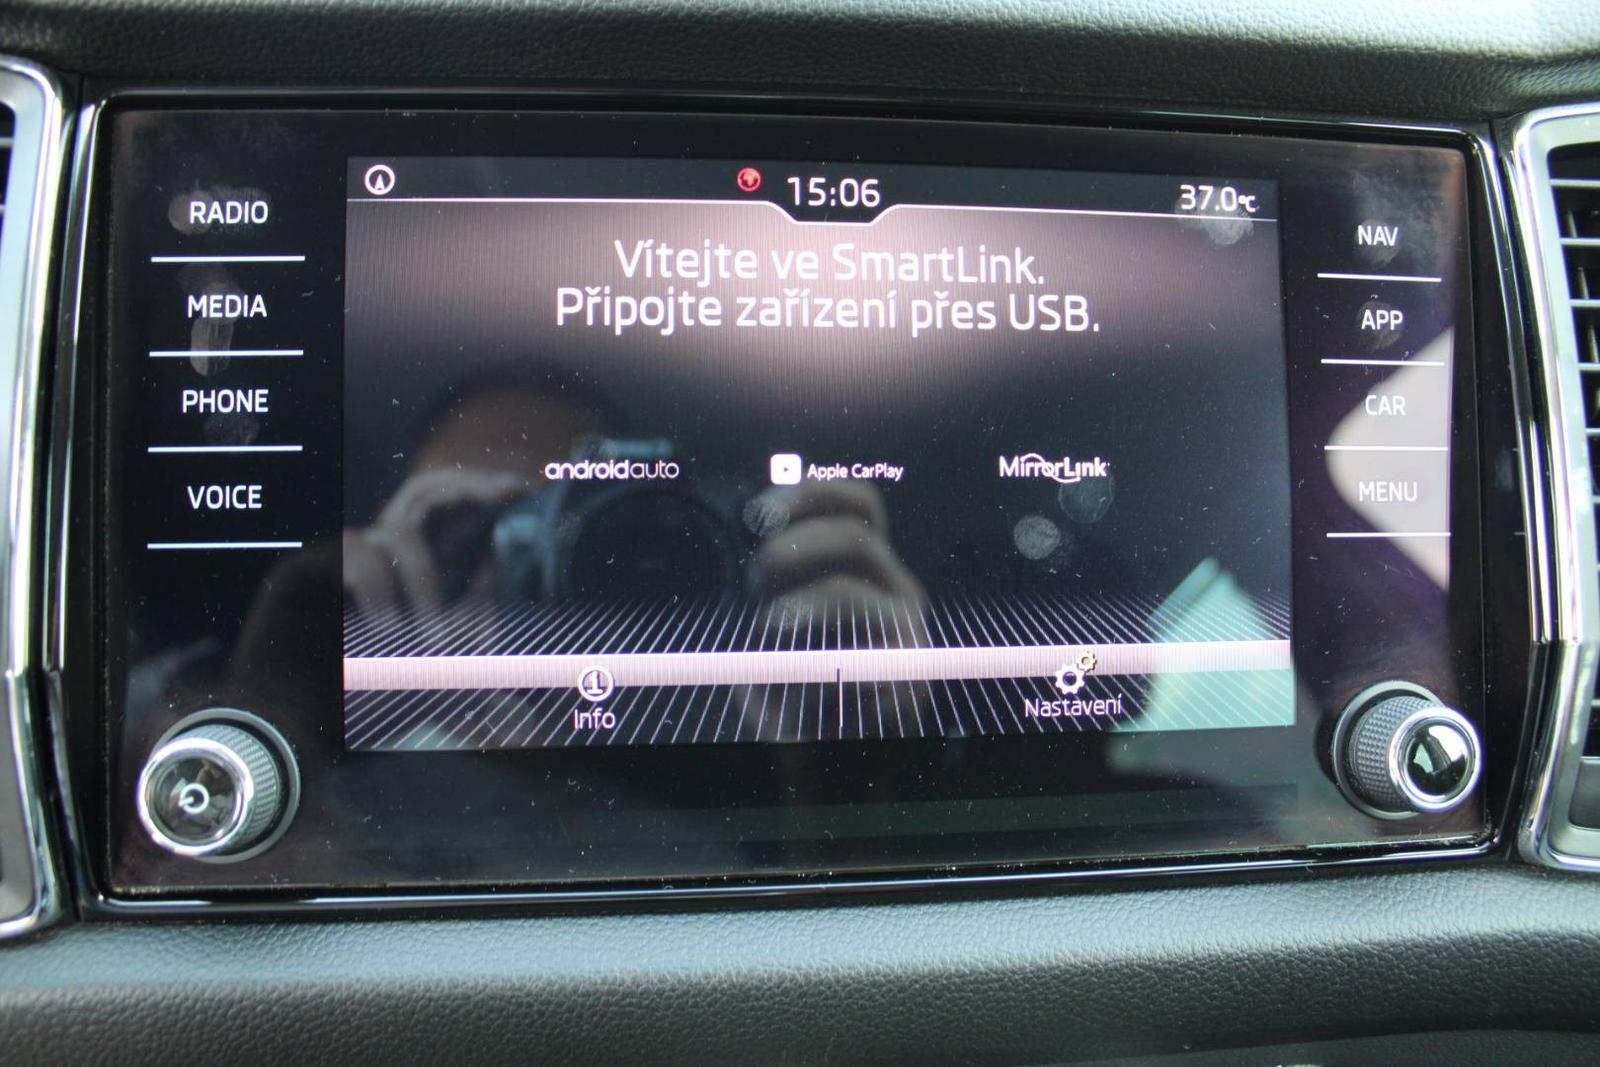 15:06
37.0°C
RADIO
MEDIA
PHONE
VOICE
Vítejte ve SmartLink.
Připojte zařízení přes USB.
androidauto
Apple CarPlay
MirrorLink
Info
Nastavení
NAV
APP
CAR
MENU